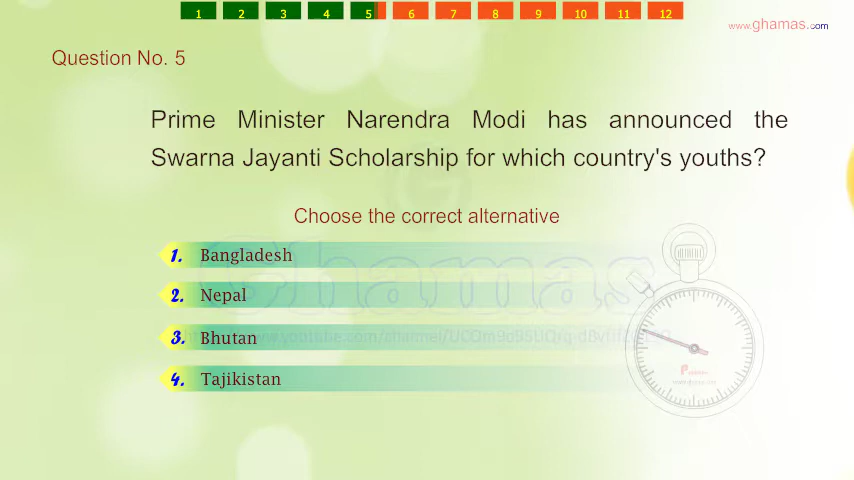 1 2 3 4 5 6 7 8 9 10 11 12
www.ghamas.com
Question No. 5
Prime Minister Narendra Modi has announced the
Swarna Jayanti Scholarship for which country's youths?
Choose the correct alternative
1. Bangladesh
2. Nepal
3. Bhutan
4. Tajikistan
Ghamas